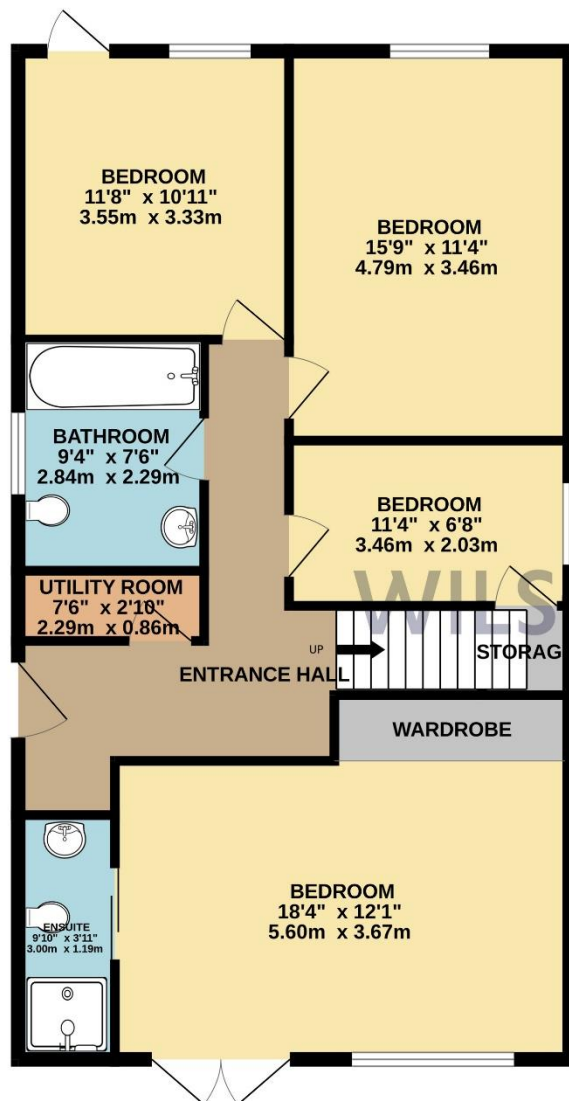 BEDROOM
11'8" x 10'11"
3.55m x 3.33m
BEDROOM
15'9" x 11'4"
4.79m x 3.46m
BATHROOM
9'4" x 7'6"
2.84m x 2.29m
BEDROOM
11'4" x 6'8"
3.46m x 2.03m
UTILITY ROOM
7'6" x 2'10"
2.29m x 0.86m
WILS
UP
STORAG
ENTRANCE HALL
WARDROBE
BEDROOM
18'4" x 12'1"
5.60m x 3.67m
ENSUITE
9'10" x 3'11"
3.00m x 1.19m